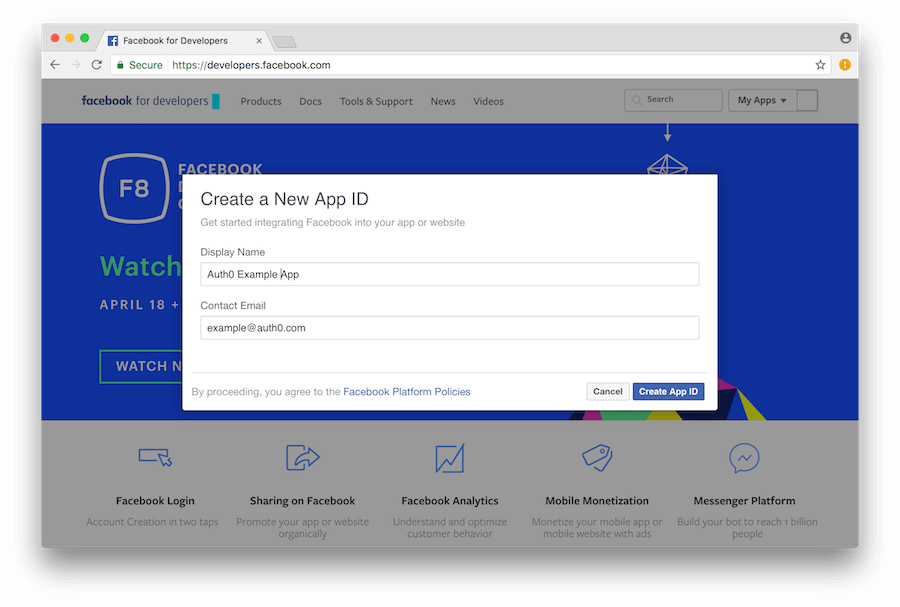 Facebook for Developers
Secure https://developers.facebook.com
facebook for developers Products Docs Tools & Support News Videos Search My Apps
F8 FACEBOOK
Create a New App ID
Get started integrating Facebook into your app or website
Display Name
Auth0 Example App
Watch
Contact Email
APRIL 18 +
example@auth0.com
WATCH N
By proceeding, you agree to the Facebook Platform Policies Cancel Create App ID
Facebook Login
Account Creation in two taps
Sharing on Facebook
Promote your app or website
organically
Facebook Analytics
Understand and optimize
customer behavior
Mobile Monetization
Monetize your mobile app or
mobile website with ads
Messenger Platform
Build your bot to reach 1 billion
people